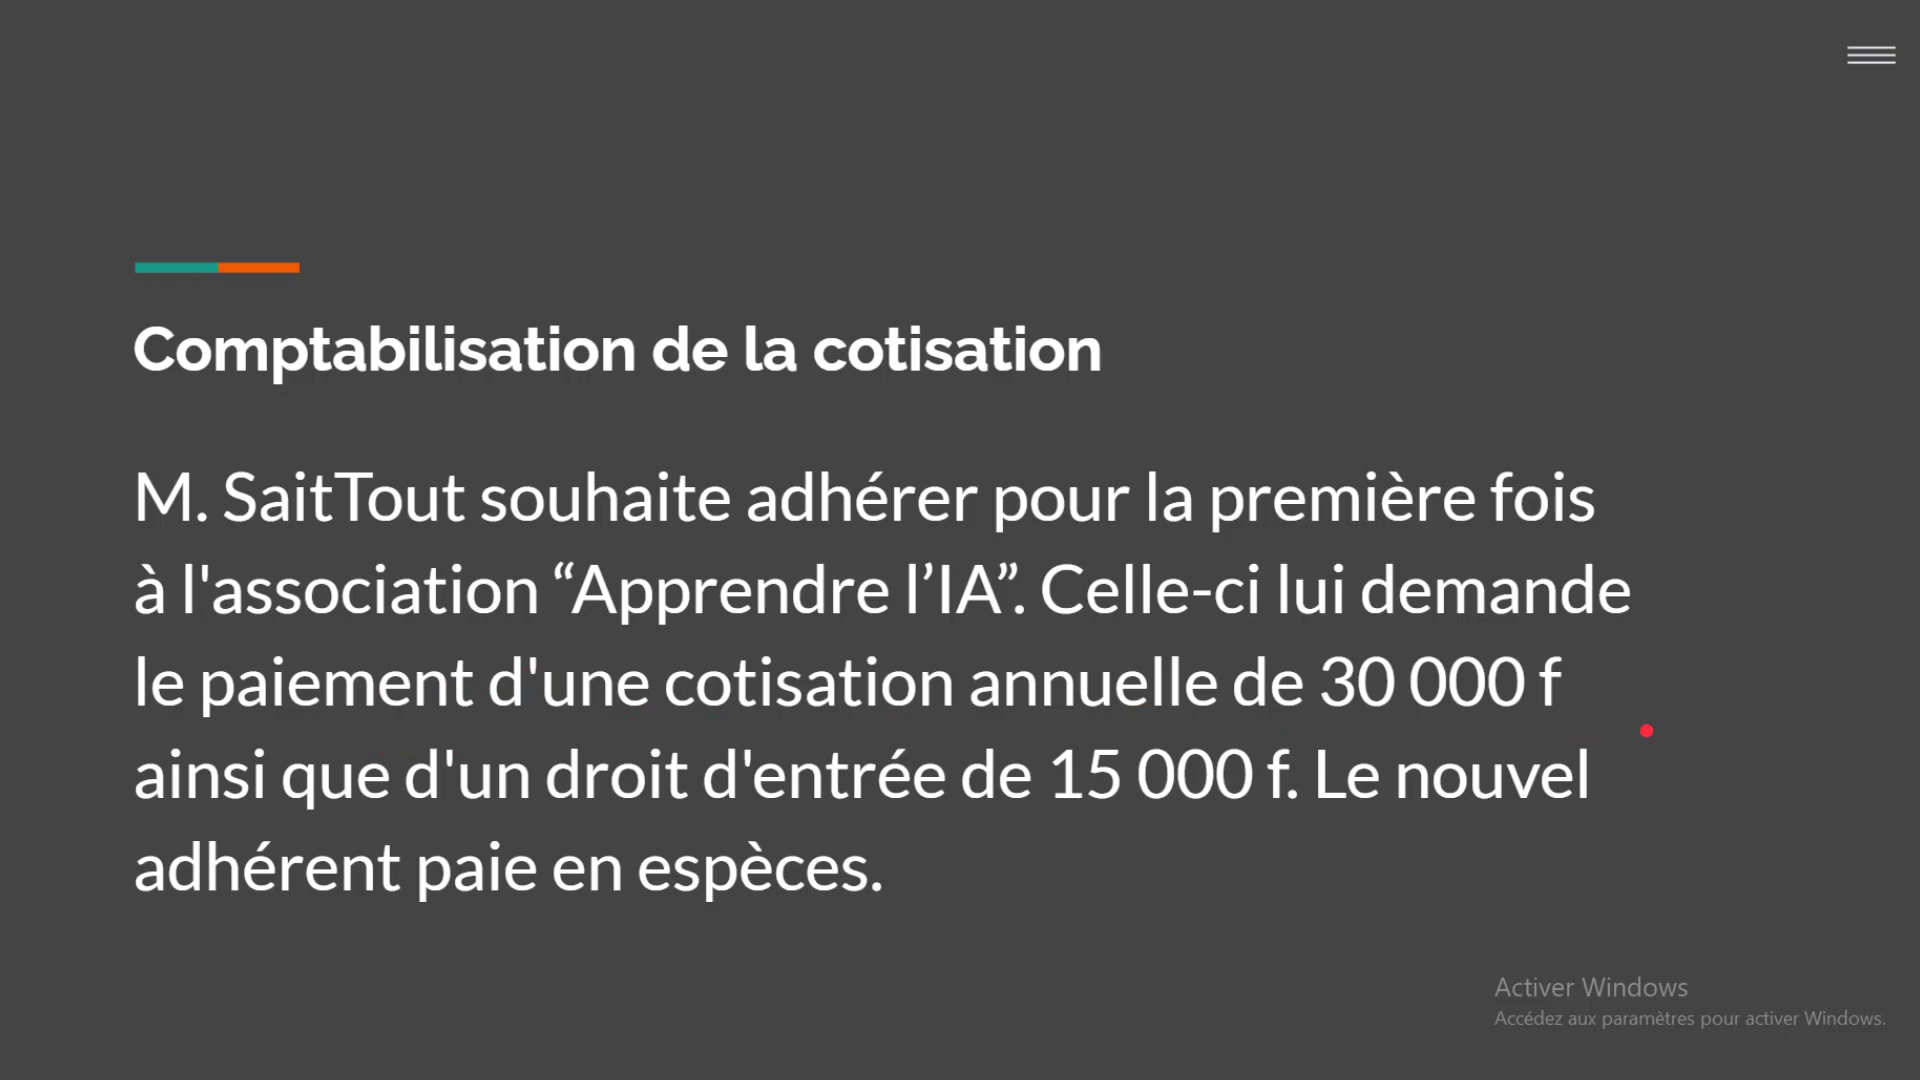 Comptabilisation de la cotisation
M. SaitTout souhaite adhérer pour la première fois
à l'association “Apprendre l’IA”. Celle-ci lui demande
le paiement d'une cotisation annuelle de 30 000 f
ainsi que d'un droit d'entrée de 15 000 f. Le nouvel
adhérent paie en espèces.
Activer Windows
Accédez aux paramètres pour activer Windows.